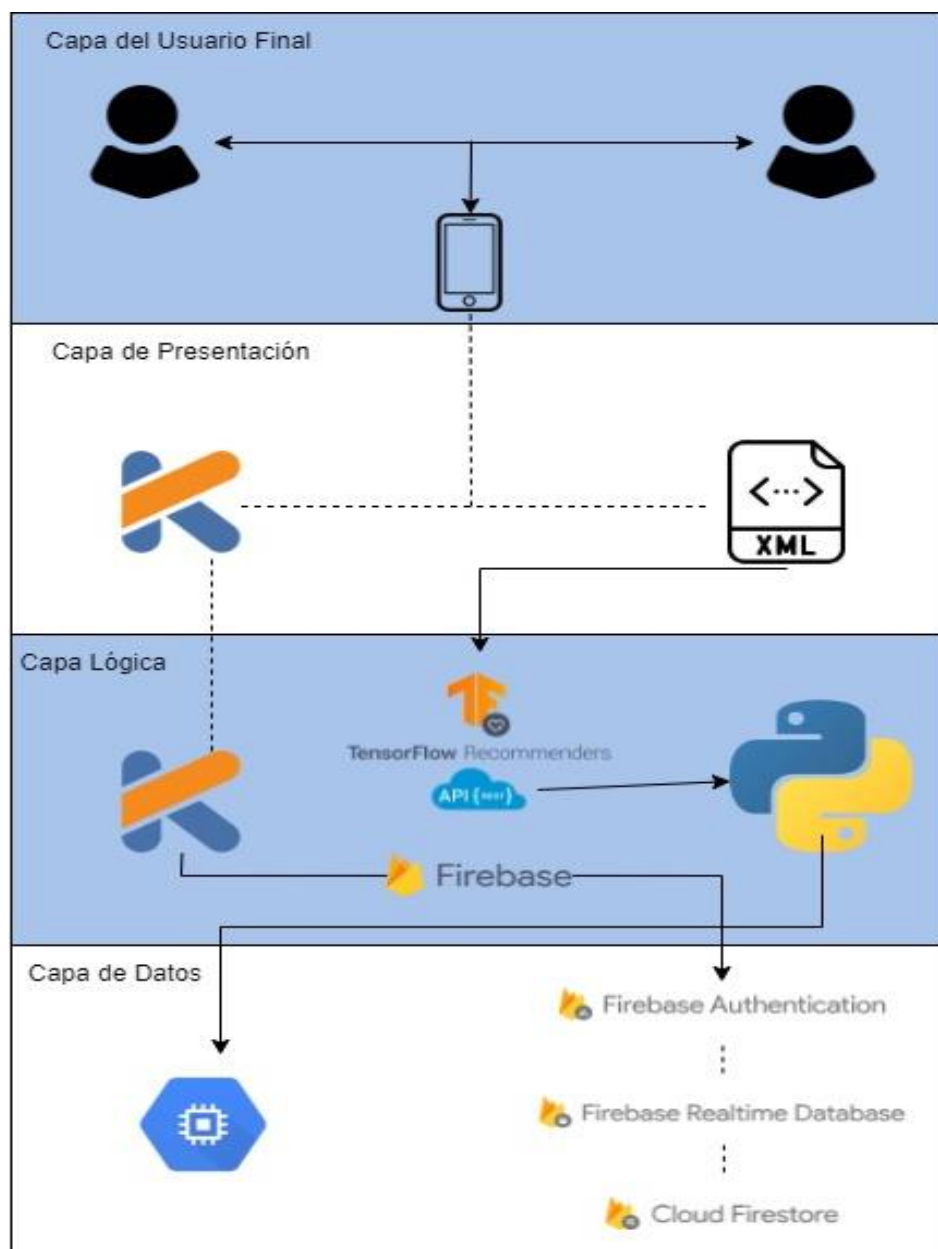 Capa del Usuario Final
Capa de Presentación
XML
Capa Lógica
TensorFlow Recommenders
API {REST}
Firebase
Capa de Datos
Firebase Authentication
Firebase Realtime Database
Cloud Firestore